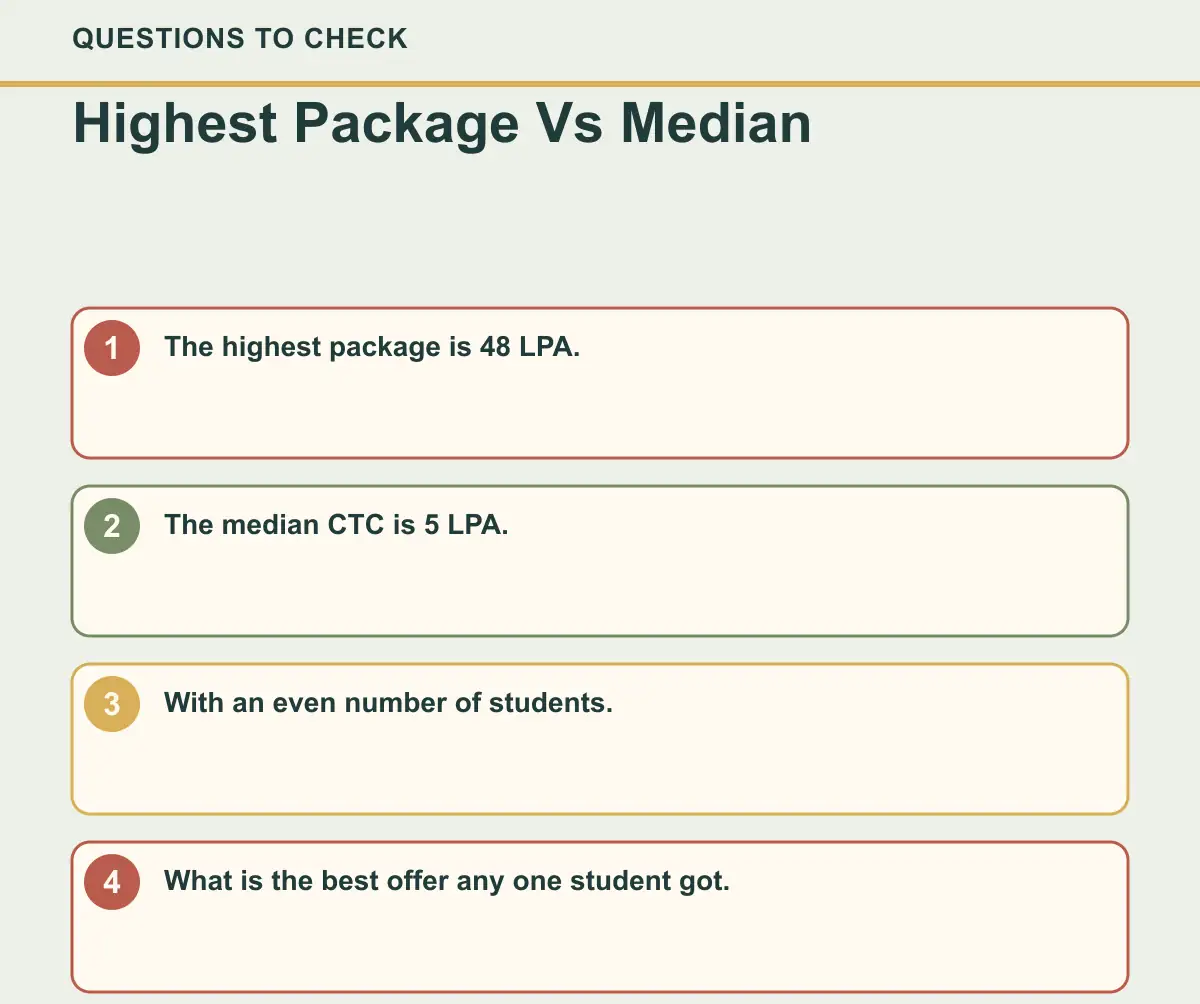 QUESTIONS TO CHECK
Highest Package Vs Median
1 The highest package is 48 LPA.
2 The median CTC is 5 LPA.
3 With an even number of students.
4 What is the best offer any one student got.